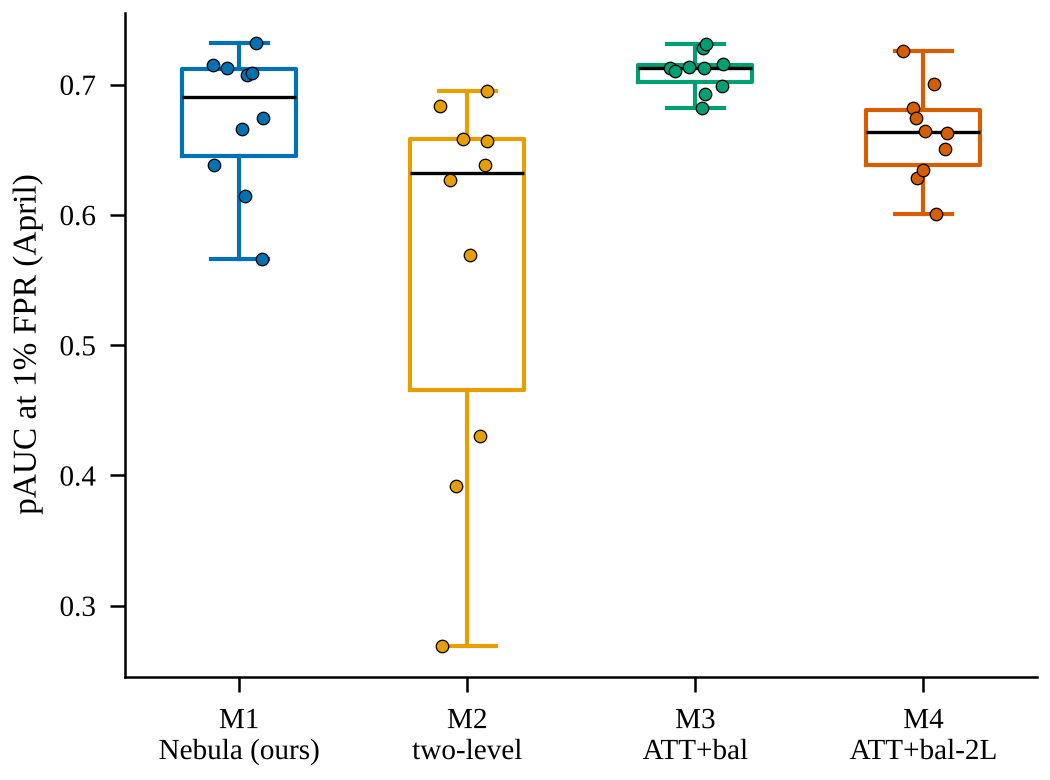 pAUC at 1% FPR (April)
0.7
0.6
0.5
0.4
0.3
M1
Nebula (ours)
M2
two-level
M3
ATT+bal
M4
ATT+bal-2L